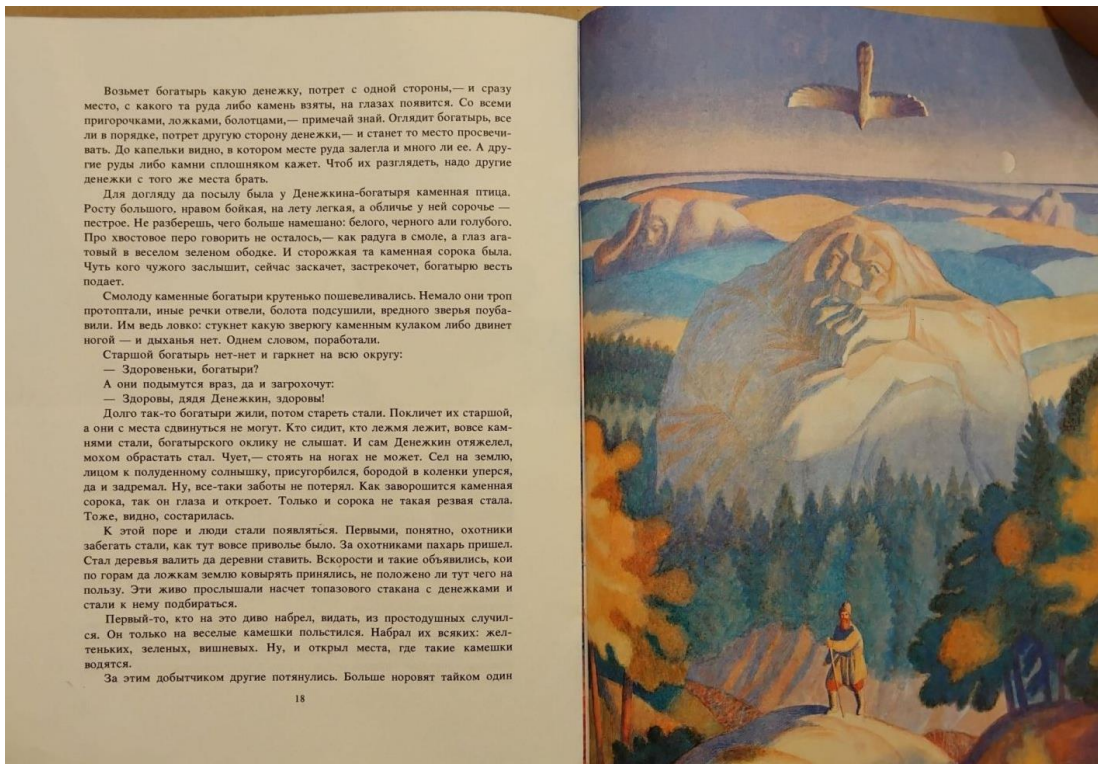 Возьмет богатырь какую денежку, потрет с одной стороны,— и сразу
место, с какого та руда либо камень взяты, на глазах появится. Со всеми
пригорочками, ложками, болотцами,— примечай знай. Оглядит богатырь, все
ли в порядке, потрет другую сторону денежки,— и станет то место просвечи-
вать. До капельки видно, в котором месте руда залегла и много ли ее. А дру-
гие руды либо камни сплошняком кажет. Чтоб их разглядеть, надо другие
денежки с того же места брать.
Для догляду да посылу была у Денежкина-богатыря каменная птица.
Росту большого, нравом бойкая, на лету легкая, а обличье у ней сорочье —
пестрое. Не разберешь, чего больше намешано: белого, черного али голубого.
Про хвостовое перо говорить не осталось,— как радуга в смоле, а глаз ага-
товый в веселом зеленом ободке. И сторожкая та каменная сорока была.
Чуть кого чужого заслышит, сейчас заскачет, застрекочет, богатырю весть
подает.
Смолоду каменные богатыри крутенько пошевеливались. Немало они троп
протоптали, иные речки отвели, болота подсушили, вредного зверья поуба-
вили. Им ведь ловко: стукнет какую зверюгу каменным кулаком либо двинет
ногой — и дыханья нет. Однем словом, поработали.
Старшой богатырь нет-нет и гаркнет на всю округу:
— Здоровеньки, богатыри?
А они подымутся враз, да и загрохочут:
— Здоровы, дядя Денежкин, здоровы!
Долго так-то богатыри жили, потом стареть стали. Покличет их старшой,
а они с места сдвинуться не могут. Кто сидит, кто лежмя лежит, вовсе кам-
нями стали, богатырского оклику не слышат. И сам Денежкин отяжелел,
мохом обрастать стал. Чует,— стоять на ногах не может. Сел на землю,
лицом к полуденному солнышку, присугорбился, бородой в коленки уперся,
да и задремал. Ну, все-таки заботы не потерял. Как заворошится каменная
сорока, так он глаза и откроет. Только и сорока не такая резвая стала.
Тоже, видно, состарилась.
К этой поре и люди стали появляться. Первыми, понятно, охотники
забегать стали, как тут вовсе приволье было. За охотниками пахарь пришел.
Стал деревья валить да деревни ставить. Вскорости и такие объявились, кои
по горам да ложкам землю ковырять принялись, не положено ли тут чего на
пользу. Эти живо прослышали насчет топазового стакана с денежками и
стали к нему подбираться.
Первый-то, кто на это диво набрел, видать, из простодушных случил-
ся. Он только на веселые камешки польстился. Набрал их всяких: жел-
теньких, зеленых, вишневых. Ну, и открыл места, где такие камешки
водятся.
За этим добытчиком другие потянулись. Больше норовят тайком один
18